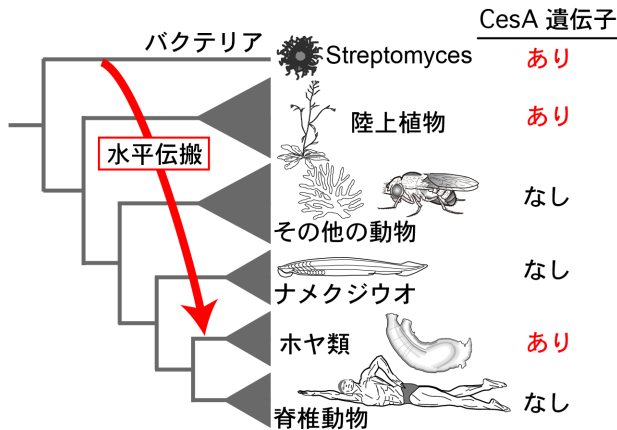 CesA 遺伝子
バクテリア
Streptomyces
あり
陸上植物
あり
水平伝搬
その他の動物
なし
ナメクジウオ
なし
ホヤ類
あり
脊椎動物
なし